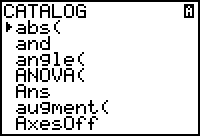 CATALOG A
▸abs(
and
angle(
ANOVA(
Ans
augment(
AxesOff